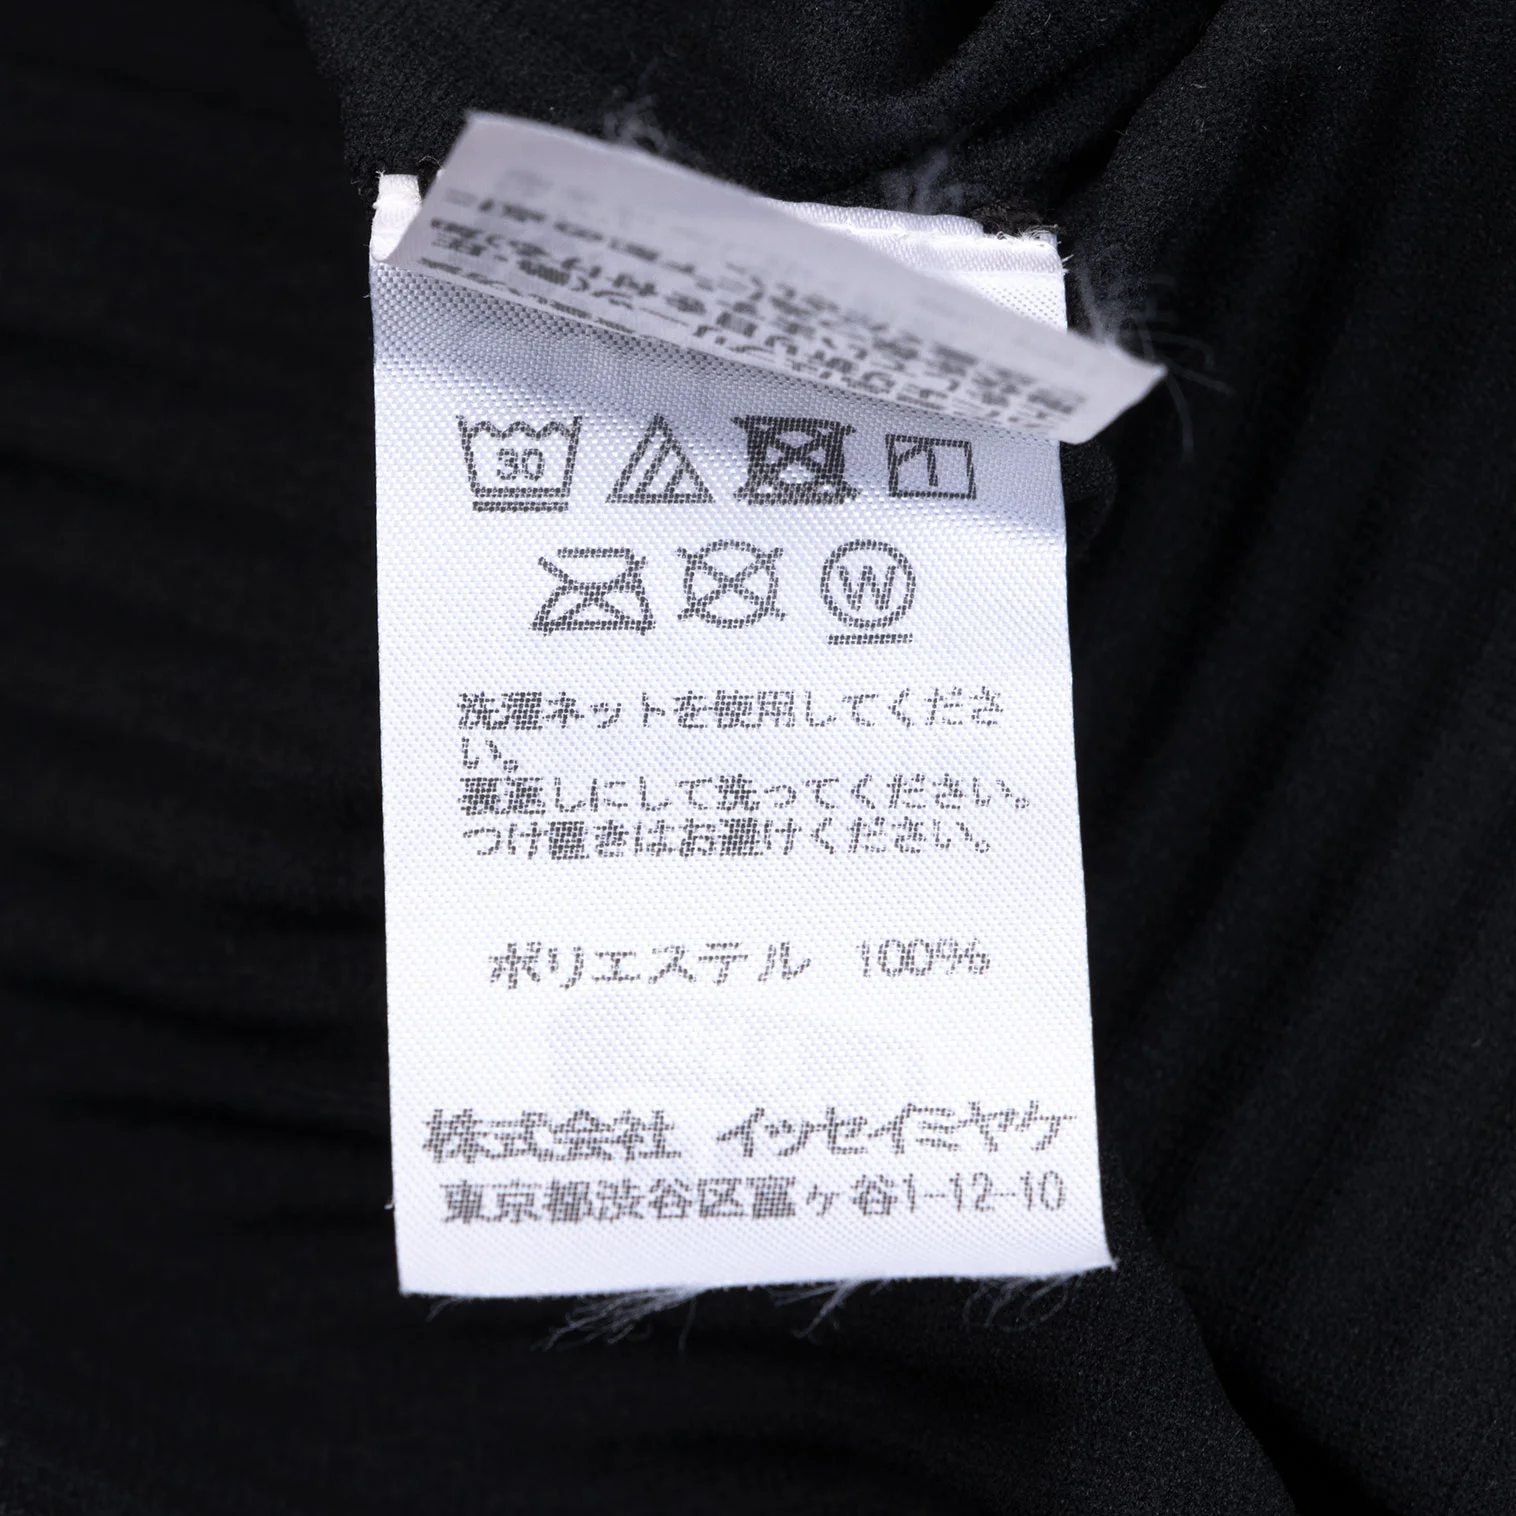 30
W
洗濯ネットを使用してくださ
い。
裏返しにして洗ってください。
つけ置きはお避けください。
ポリエステル 100%
株式会社 イッセイミヤケ
東京都渋谷区富ヶ谷1-12-10